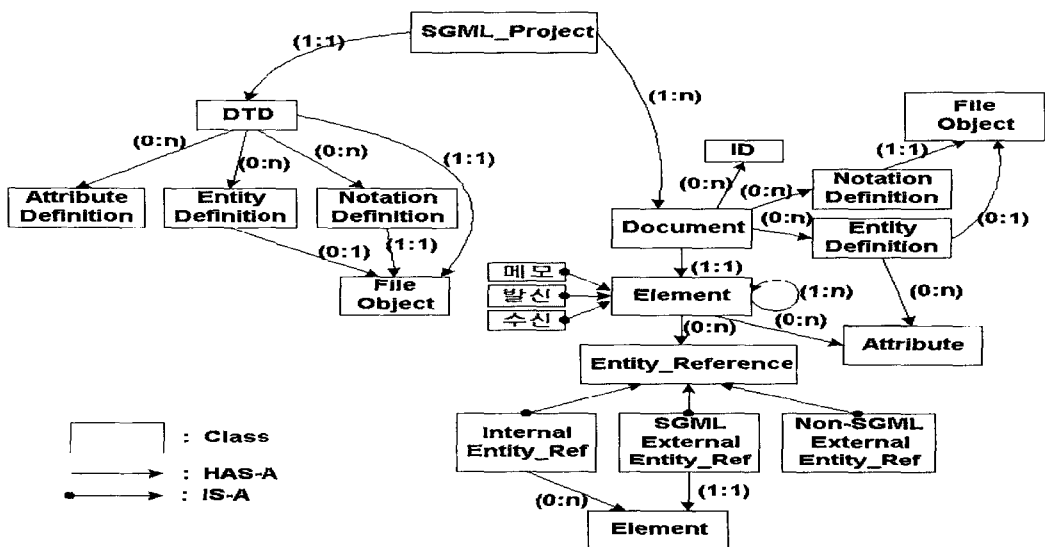 SGML_Project
(1:1)
(1:n)
DTD
(0:n)
(0:n)
(0:n)
(1:1)
Attribute
Definition
Entity
Definition
Notation
Definition
(0:1)
(1:1)
File
Object
File
Object
ID
(1:1)
(0:n)
(0:n)
Notation
Definition
Document
(0:n)
Entity
Definition
(0:1)
(1:1)
메모
발신
수신
Element
(1:n)
(0:n)
(0:n)
(0:n)
Attribute
Entity_Reference
Internal
Entity_Ref
SGML
External
Entity_Ref
Non-SGML
External
Entity_Ref
(0:n)
(1:1)
Element
: Class
: HAS-A
: IS-A